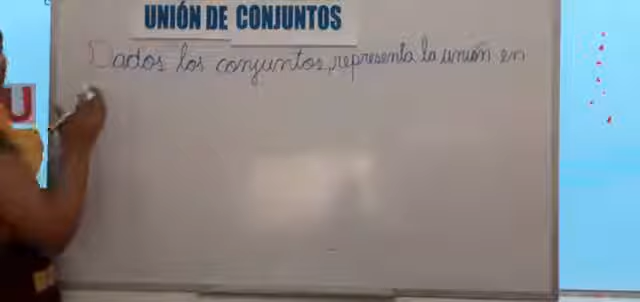 UNIÓN DE CONJUNTOS
Dados los conjuntos, representa la unión en
U